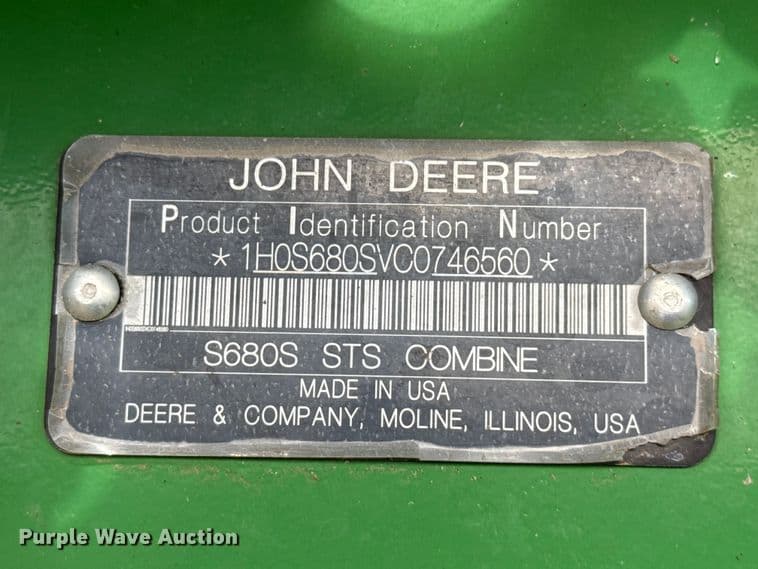 JOHN DEERE
Product Identification Number
*1H0S680SVC0746560*
S680S STS COMBINE
MADE IN USA
DEERE & COMPANY, MOLINE, ILLINOIS, USA
Purple Wave Auction